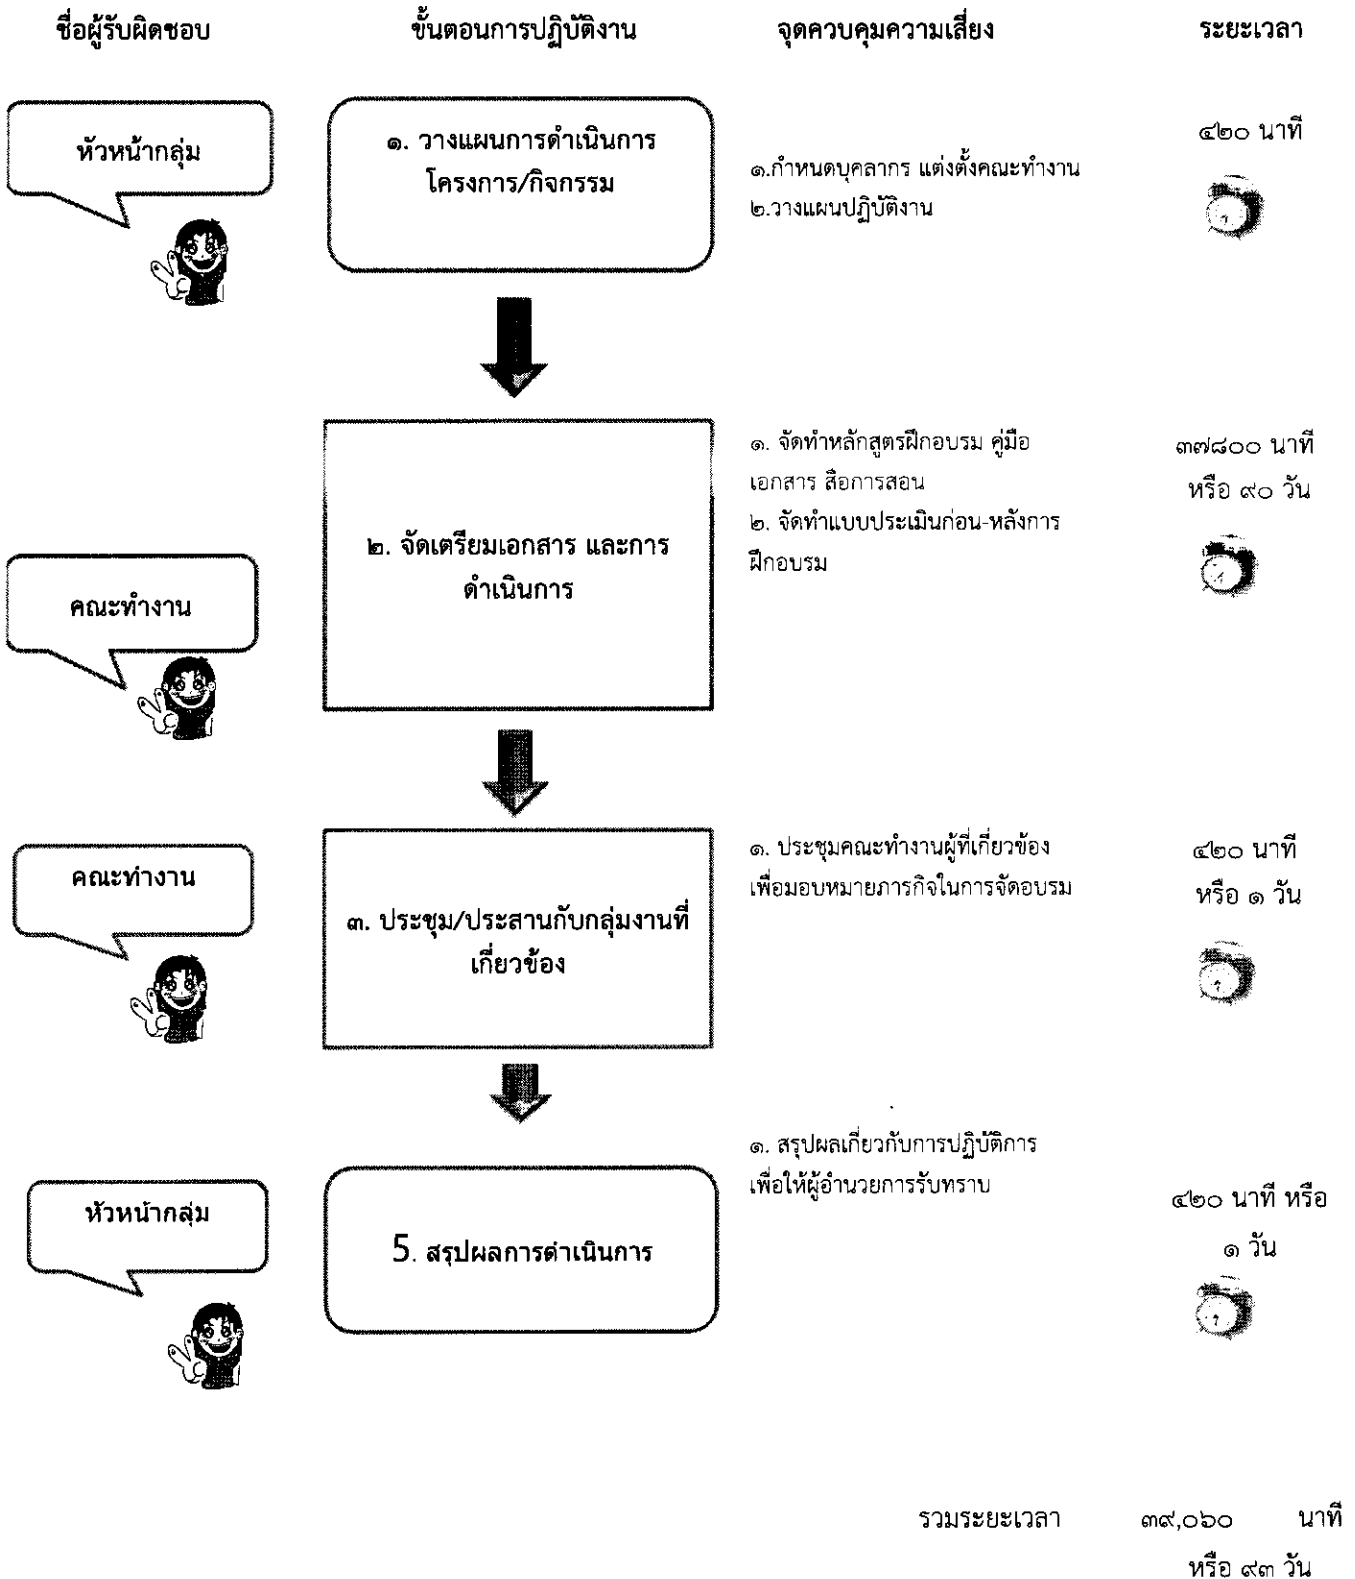 ชื่อผู้รับผิดชอบ ขั้นตอนการปฏิบัติงาน จุดควบคุมความเสี่ยง ระยะเวลา
หัวหน้ากลุ่ม
๑. วางแผนการดำเนินการ
โครงการ/กิจกรรม
๑.กำหนดบุคลากร แต่งตั้งคณะทำงาน
๒.วางแผนปฏิบัติงาน
๔๒๐ นาที
คณะทำงาน
๒. จัดเตรียมเอกสาร และการ
ดำเนินการ
๑. จัดทำหลักสูตรฝึกอบรม คู่มือ
เอกสาร สื่อการสอน
๒. จัดทำแบบประเมินก่อน-หลังการ
ฝึกอบรม
๓๗๘๐๐ นาที
หรือ ๙๐ วัน
คณะทำงาน
๓. ประชุม/ประสานกับกลุ่มงานที่
เกี่ยวข้อง
๑. ประชุมคณะทำงานผู้ที่เกี่ยวข้อง
เพื่อมอบหมายภารกิจในการจัดอบรม
๔๒๐ นาที
หรือ ๑ วัน
หัวหน้ากลุ่ม
5. สรุปผลการดำเนินการ
๑. สรุปผลเกี่ยวกับการปฏิบัติการ
เพื่อให้ผู้อำนวยการรับทราบ
๔๒๐ นาที หรือ
๑ วัน
รวมระยะเวลา ๓๙,๐๖๐ นาที
หรือ ๙๓ วัน